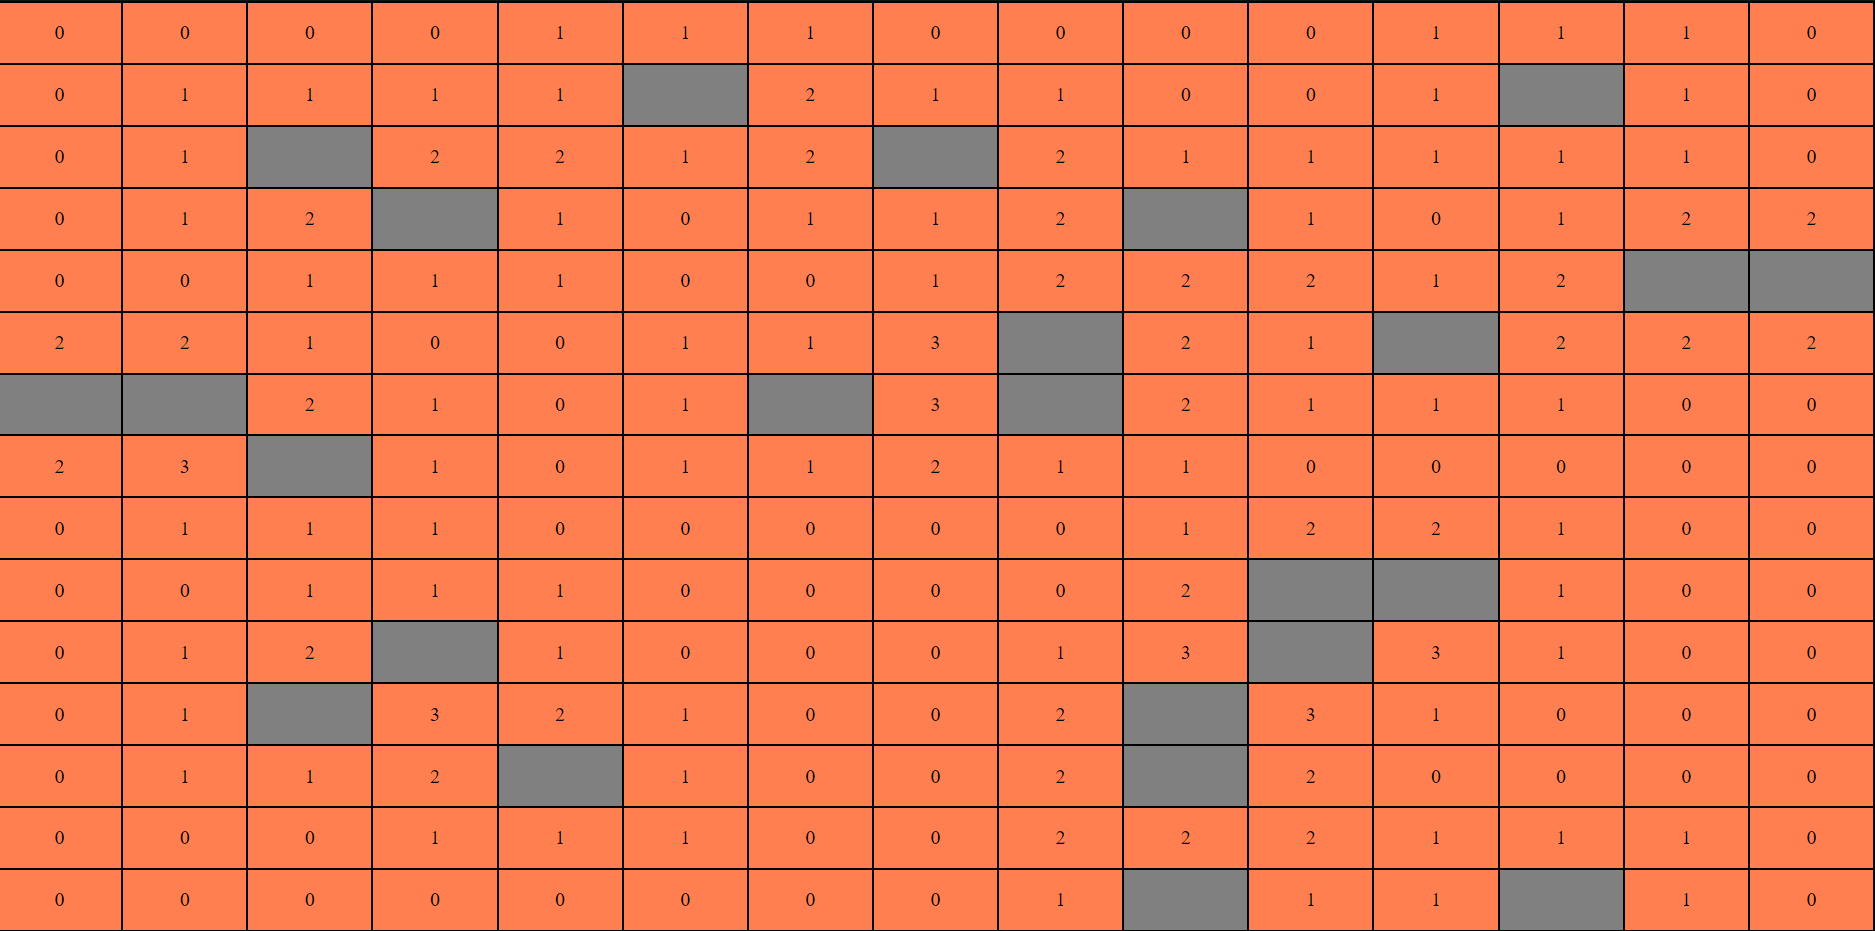 0 0 0 0 1 1 1 0 0 0 0 1 1 1 0
0 1 1 1 1 2 1 1 0 0 1 1 0
0 1 2 2 1 2 2 1 1 1 1 1 0
0 1 2 1 0 1 1 2 1 0 1 2 2
0 0 1 1 1 0 0 1 2 2 2 1 2
2 2 1 0 0 1 1 3 2 1 2 2 2
2 1 0 1 3 2 1 1 1 0 0
2 3 1 0 1 1 2 1 1 0 0 0 0 0
0 1 1 1 0 0 0 0 0 1 2 2 1 0 0
0 0 1 1 1 0 0 0 0 2 1 0 0
0 1 2 1 0 0 0 1 3 3 1 0 0
0 1 3 2 1 0 0 2 3 1 0 0 0
0 1 1 2 1 0 0 2 2 0 0 0 0
0 0 0 1 1 1 0 0 2 2 2 1 1 1 0
0 0 0 0 0 0 0 0 1 1 1 1 0